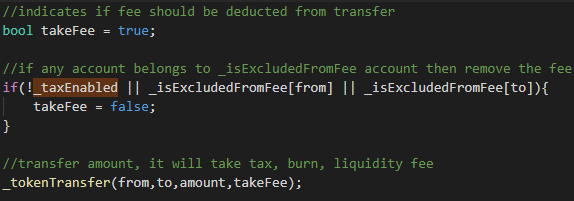 //indicates if fee should be deducted from transfer
bool takeFee = true;
//if any account belongs to _isExcludedFromFee account then remove the fee
if(!_taxEnabled || _isExcludedFromFee[from] || _isExcludedFromFee[to]){
takeFee = false;
}
//transfer amount, it will take tax, burn, liquidity fee
_tokenTransfer(from,to,amount,takeFee);